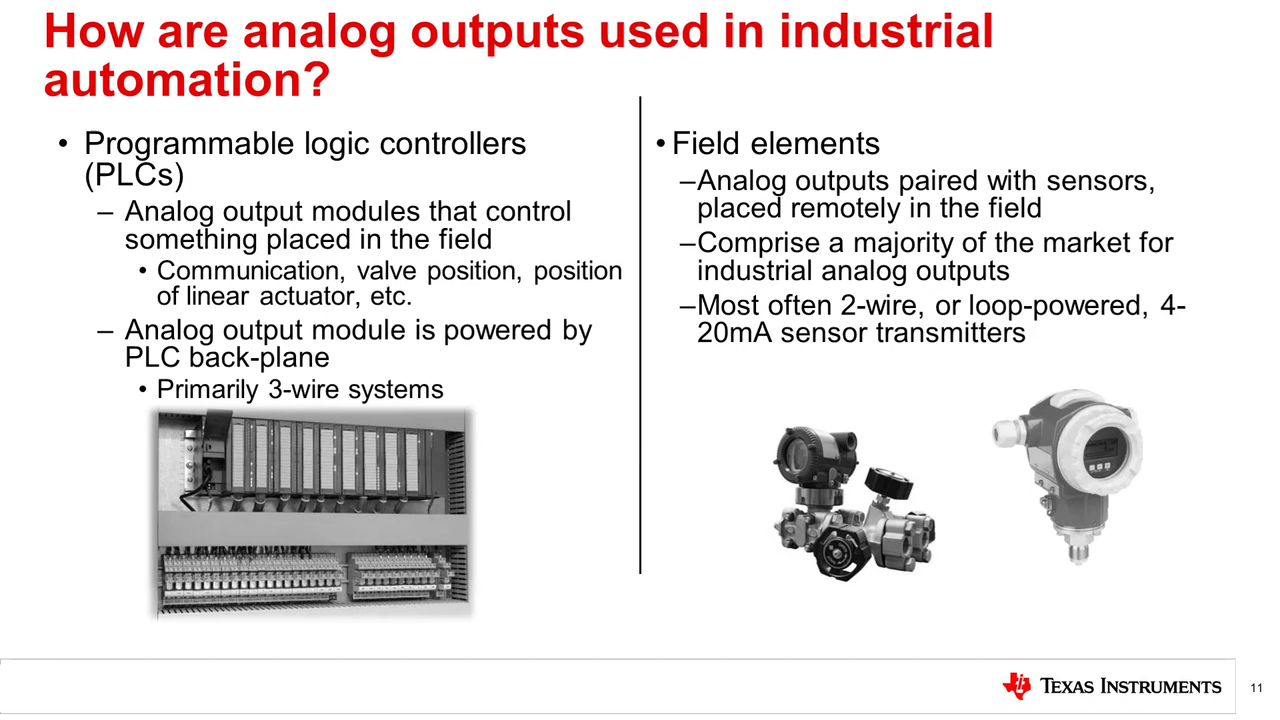 How are analog outputs used in industrial
automation?
• Programmable logic controllers
(PLCs)
– Analog output modules that control
something placed in the field
• Communication, valve position, position
of linear actuator, etc.
– Analog output module is powered by
PLC back-plane
• Primarily 3-wire systems
• Field elements
–Analog outputs paired with sensors,
placed remotely in the field
–Comprise a majority of the market for
industrial analog outputs
–Most often 2-wire, or loop-powered, 4-
20mA sensor transmitters
TEXAS INSTRUMENTS
11